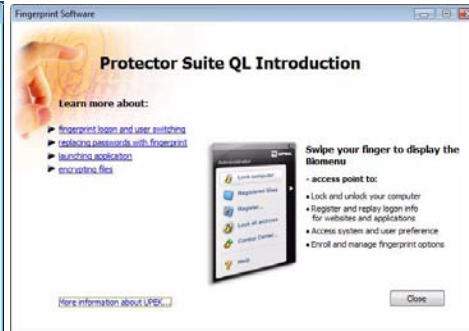 Fingerprint Software
Protector Suite QL Introduction
Learn more about:
fingerprint logon and user switching
replacing passwords with fingerprint
launching application
encrypting files
UPEK
Administrator
Lock computer
Registered Sites
Register...
Lock all archives
Control Center...
Help
Swipe your finger to display the
Biomenu
- access point to:
• Lock and unlock your computer
• Register and replay logon info
for websites and applications
• Access system and user preference
• Enroll and manage fingerprint options
More information about UPEK...
Close